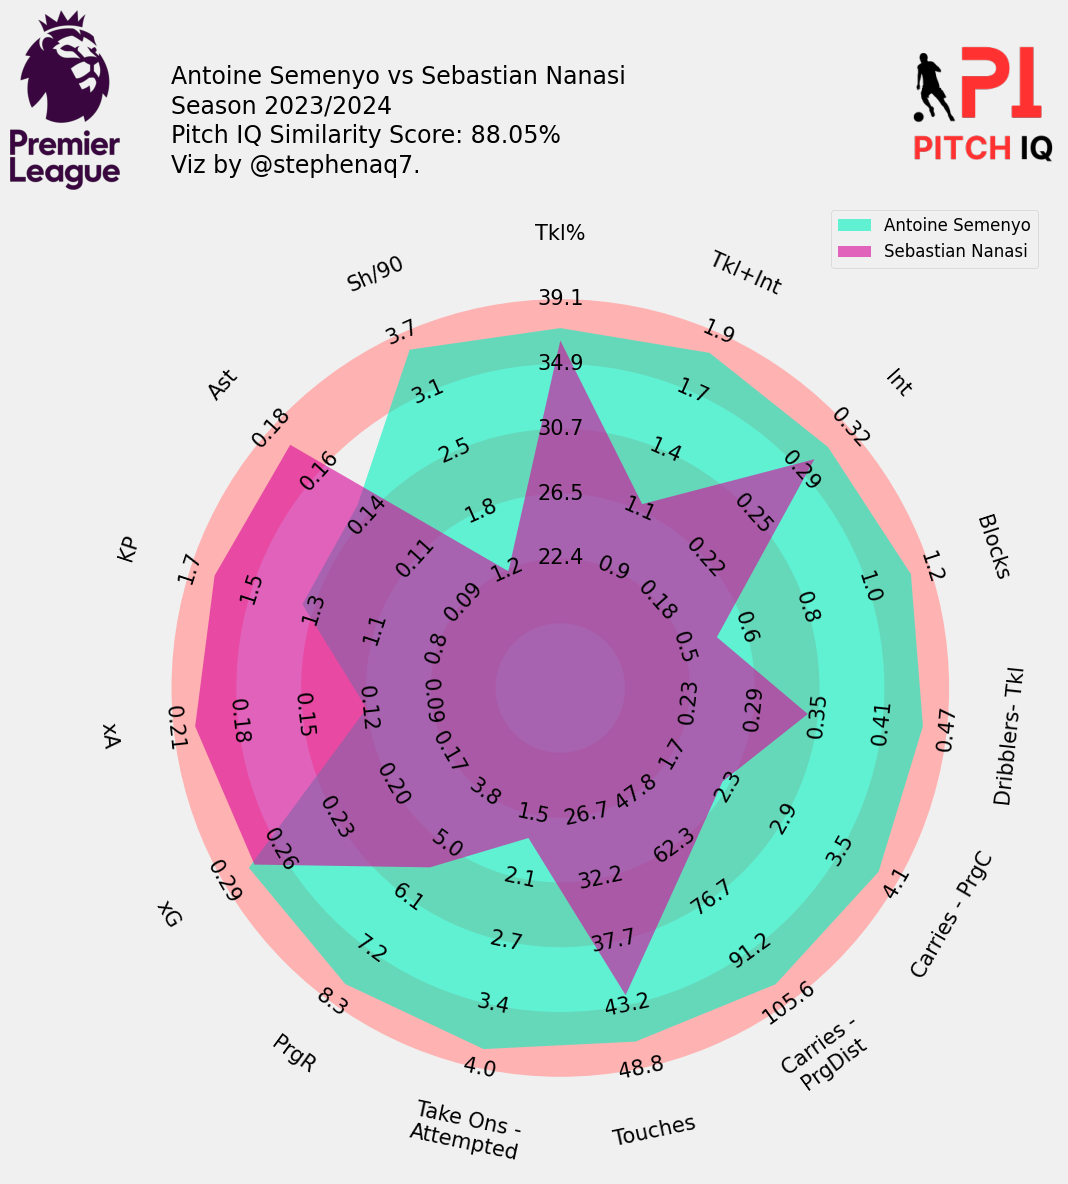 Premier
League
Antoine Semenyo vs Sebastian Nanasi
Season 2023/2024
Pitch IQ Similarity Score: 88.05%
Viz by @stephenaq7.
PI
PITCH IQ
Antoine Semenyo
Sebastian Nanasi
Tkl%
39.1
34.9
30.7
26.5
22.4
Tkl+Int
1.9
1.7
1.4
1.1
0.9
Int
0.32
0.29
0.25
0.22
0.18
Blocks
1.2
1.0
0.8
0.6
0.5
Dribblers- Tkl
0.47
0.41
0.35
0.29
0.23
Carries - PrgC
4.1
3.5
2.9
2.3
1.7
Carries -
PrgDist
105.6
91.2
76.7
62.3
47.8
Touches
48.8
43.2
37.7
32.2
26.7
Take Ons -
Attempted
4.0
3.4
2.7
2.1
1.5
PrgR
8.3
7.2
6.1
5.0
3.8
xG
0.29
0.26
0.23
0.20
0.17
xA
0.21
0.18
0.15
0.12
0.09
KP
1.7
1.5
1.3
1.1
0.8
Ast
0.18
0.16
0.14
0.11
0.09
Sh/90
3.7
3.1
2.5
1.8
1.2